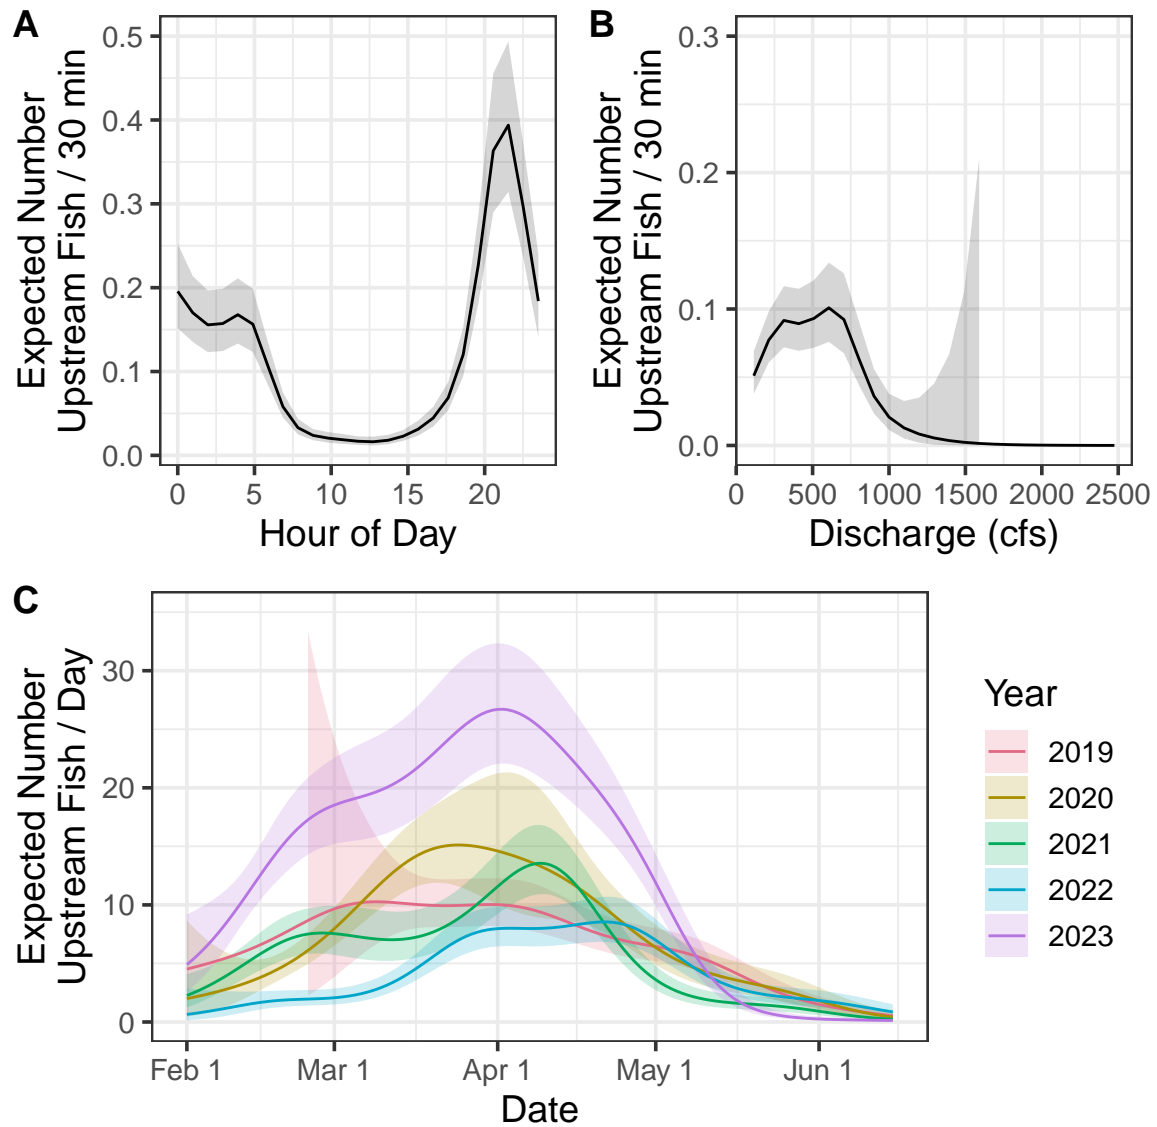 A
Expected Number
Upstream Fish / 30 min
0.5
0.4
0.3
0.2
0.1
0.0
0 5 10 15 20
Hour of Day
B
Expected Number
Upstream Fish / 30 min
0.3
0.2
0.1
0.0
0 500 1000 1500 2000 2500
Discharge (cfs)
C
Expected Number
Upstream Fish / Day
30
20
10
0
Feb 1 Mar 1 Apr 1 May 1 Jun 1
Date
Year
2019
2020
2021
2022
2023